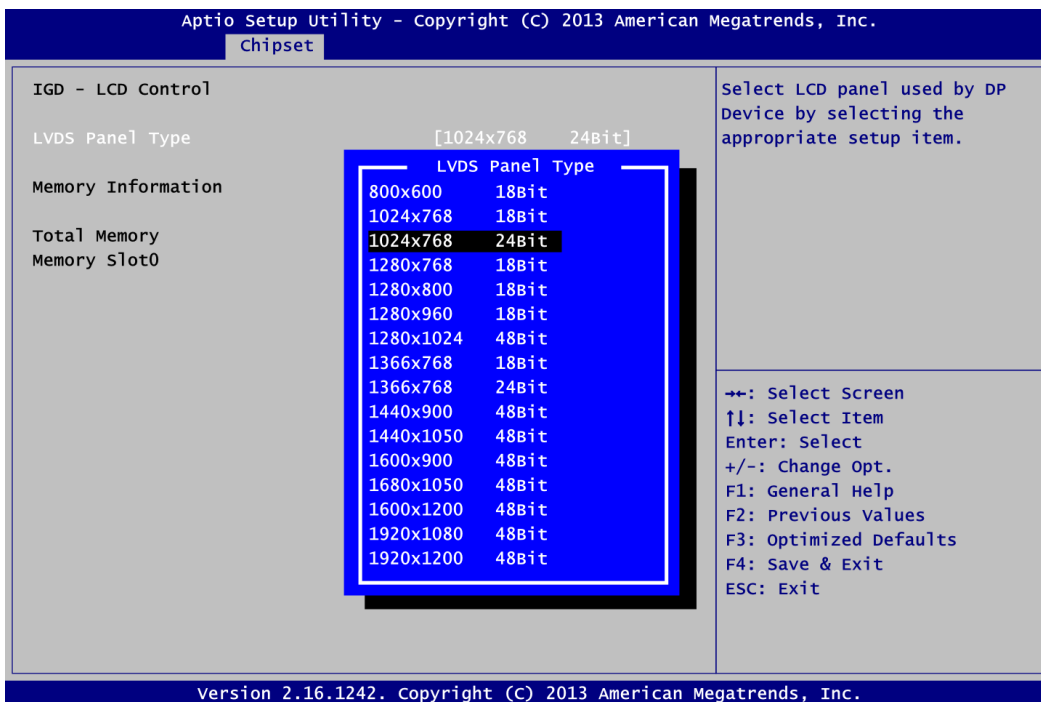 Aptio Setup Utility - Copyright (C) 2013 American Megatrends, Inc.
Chipset
IGD - LCD Control
LVDS Panel Type [1024x768 24Bit]
Memory Information
Total Memory
Memory Slot0
LVDS Panel Type
800x600 18Bit
1024x768 18Bit
1024x768 24Bit
1280x768 18Bit
1280x800 18Bit
1280x960 18Bit
1280x1024 48Bit
1366x768 18Bit
1366x768 24Bit
1440x900 48Bit
1440x1050 48Bit
1600x900 48Bit
1680x1050 48Bit
1600x1200 48Bit
1920x1080 48Bit
1920x1200 48Bit
Select LCD panel used by DP
Device by selecting the
appropriate setup item.
→←: Select Screen
↑↓: Select Item
Enter: Select
+/-: Change Opt.
F1: General Help
F2: Previous Values
F3: Optimized Defaults
F4: Save & Exit
ESC: Exit
Version 2.16.1242. Copyright (C) 2013 American Megatrends, Inc.